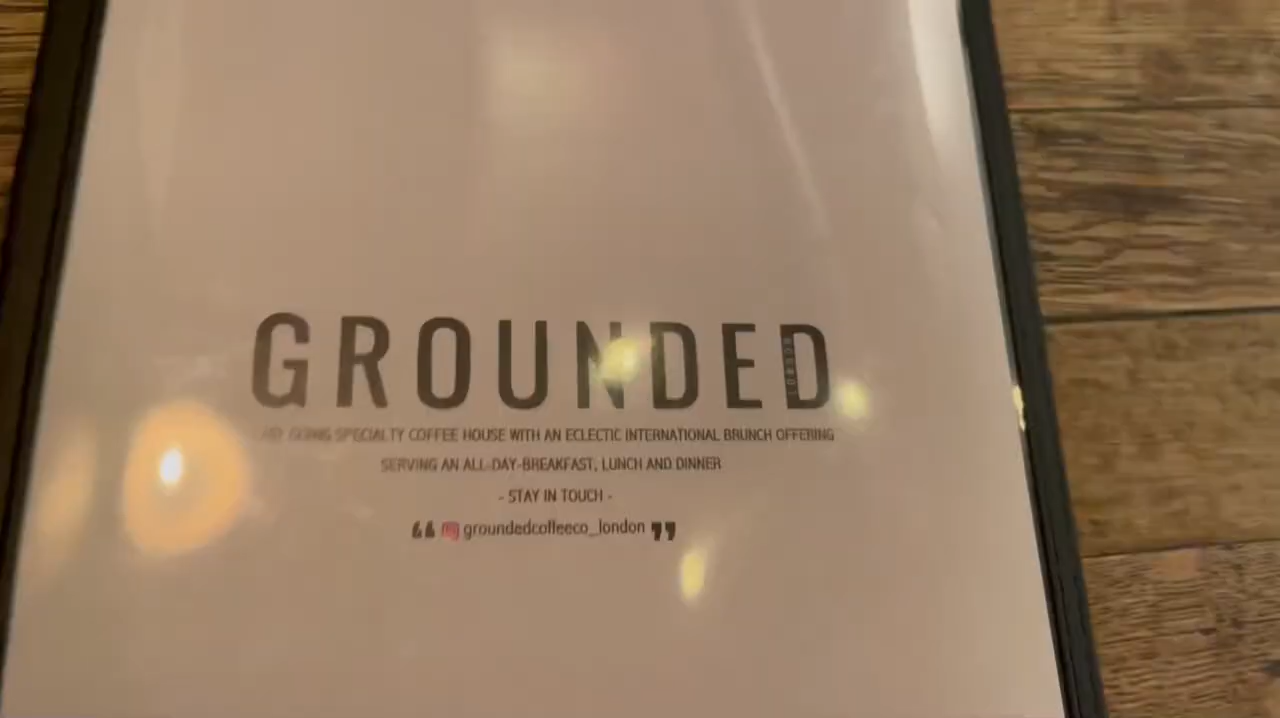 GROUNDED
GOING SPECIALTY COFFEE HOUSE WITH AN ECLECTIC INTERNATIONAL BRUNCH OFFERING
SERVING AN ALL-DAY-BREAKFAST, LUNCH AND DINNER
- STAY IN TOUCH -
❝ groundedcoffeeco_london ❞